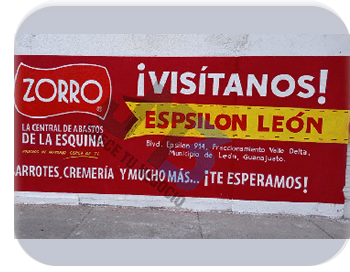 ZORRO
LA CENTRAL DE ABASTOS
DE LA ESQUINA
¡VISÍTANOS!
ESPSILON LEÓN
Blvd. Epsilon 914, Fraccionamiento Valle Delta,
Municipio de León, Guanajuato.
ARROTES, CREMERÍA Y MUCHO MÁS... ¡TE ESPERAMOS!